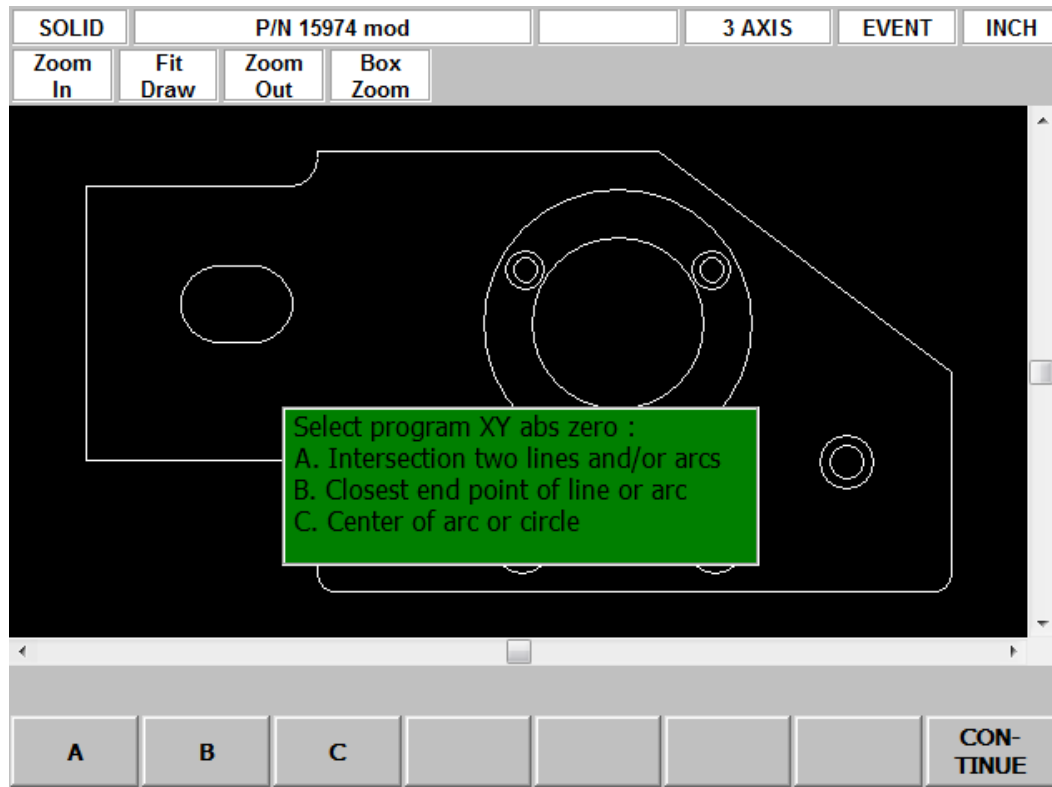 SOLID P/N 15974 mod 3 AXIS EVENT INCH
Zoom In Fit Draw Zoom Out Box Zoom
Select program XY abs zero :
A. Intersection two lines and/or arcs
B. Closest end point of line or arc
C. Center of arc or circle
A B C CON-
TINUE